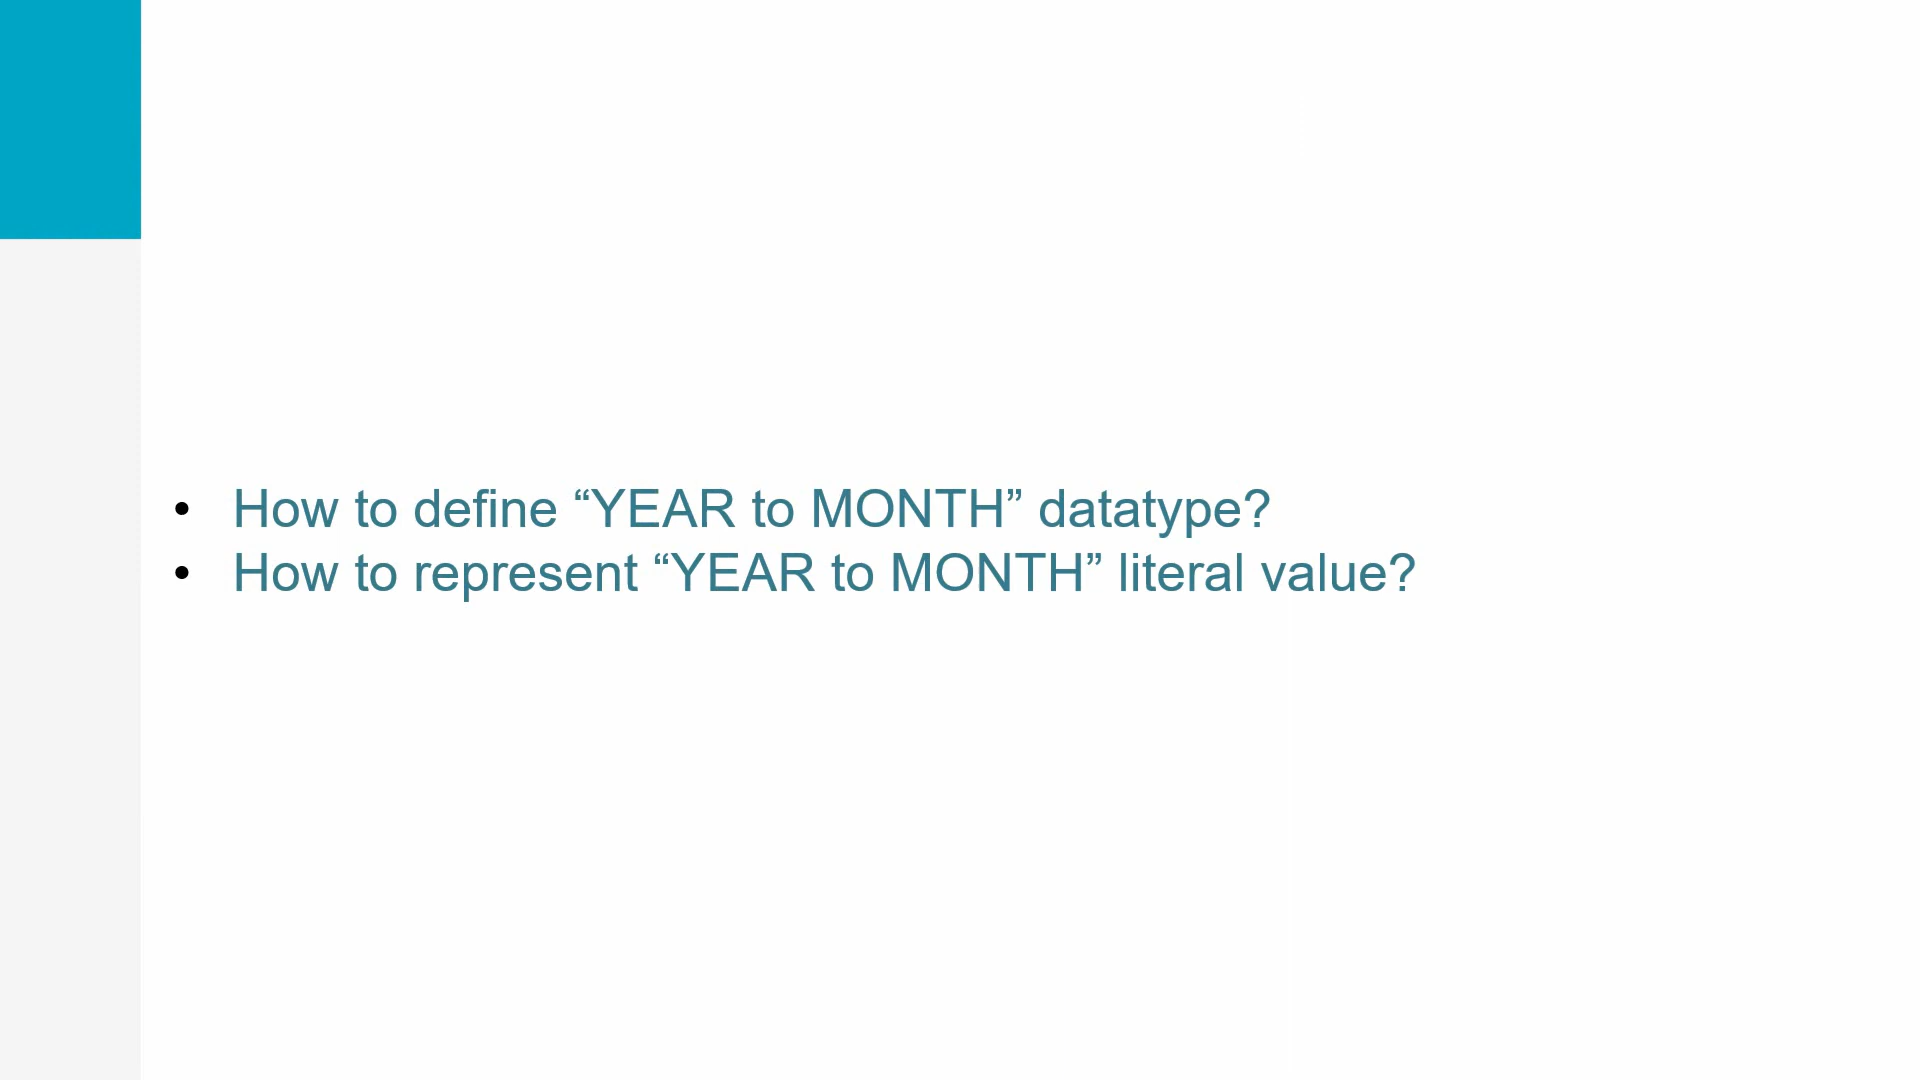 • How to define “YEAR to MONTH” datatype?
• How to represent “YEAR to MONTH” literal value?